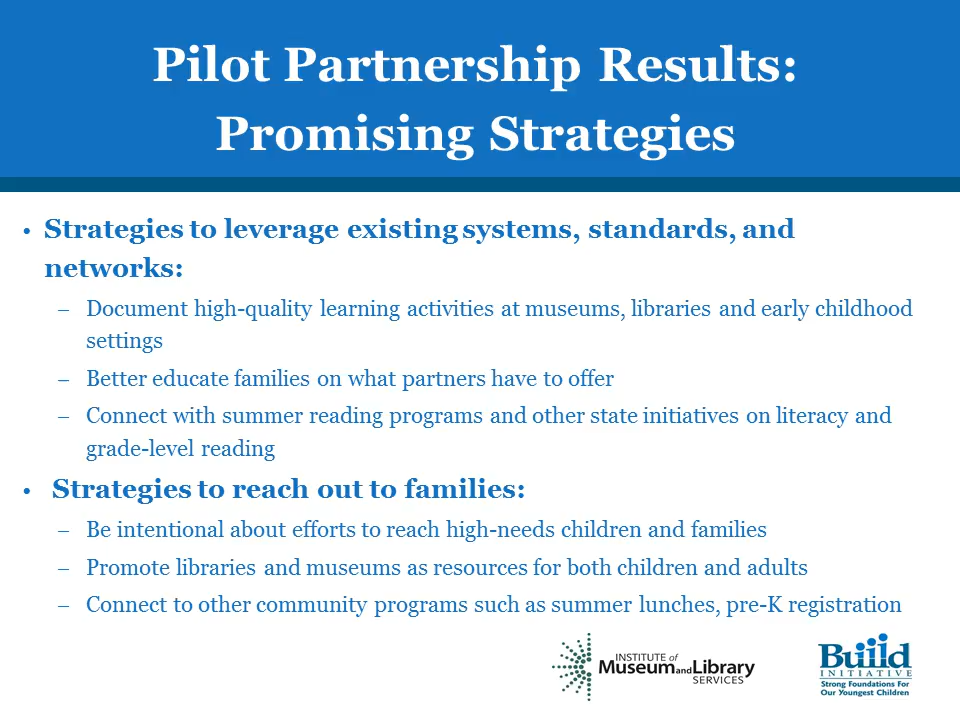 Pilot Partnership Results:
Promising Strategies
• Strategies to leverage existing systems, standards, and
networks:
– Document high-quality learning activities at museums, libraries and early childhood
settings
– Better educate families on what partners have to offer
– Connect with summer reading programs and other state initiatives on literacy and
grade-level reading
• Strategies to reach out to families:
– Be intentional about efforts to reach high-needs children and families
– Promote libraries and museums as resources for both children and adults
– Connect to other community programs such as summer lunches, pre-K registration
INSTITUTE of
Museum and Library
SERVICES
Build
INITIATIVE
Strong Foundations For
Our Youngest Children